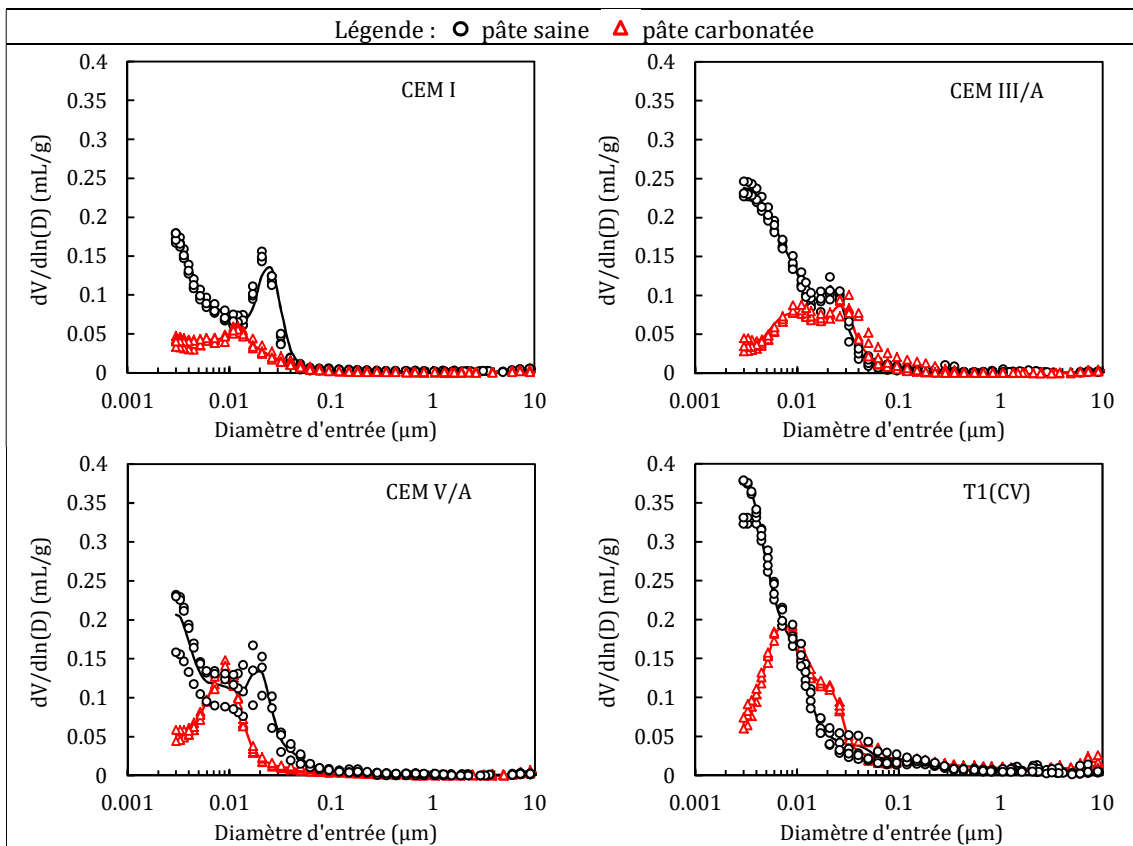 Légende : pâte saine pâte carbonatée
CEM I
dV/dln(D) (mL/g)
0.4
0.35
0.3
0.25
0.2
0.15
0.1
0.05
0
0.001 0.01 0.1 1 10
Diamètre d'entrée (µm)
CEM III/A
dV/dln(D) (mL/g)
0.4
0.35
0.3
0.25
0.2
0.15
0.1
0.05
0
0.001 0.01 0.1 1 10
Diamètre d'entrée (µm)
CEM V/A
dV/dln(D) (mL/g)
0.4
0.35
0.3
0.25
0.2
0.15
0.1
0.05
0
0.001 0.01 0.1 1 10
Diamètre d'entrée (µm)
T1(CV)
dV/dln(D) (mL/g)
0.4
0.35
0.3
0.25
0.2
0.15
0.1
0.05
0
0.001 0.01 0.1 1 10
Diamètre d'entrée (µm)